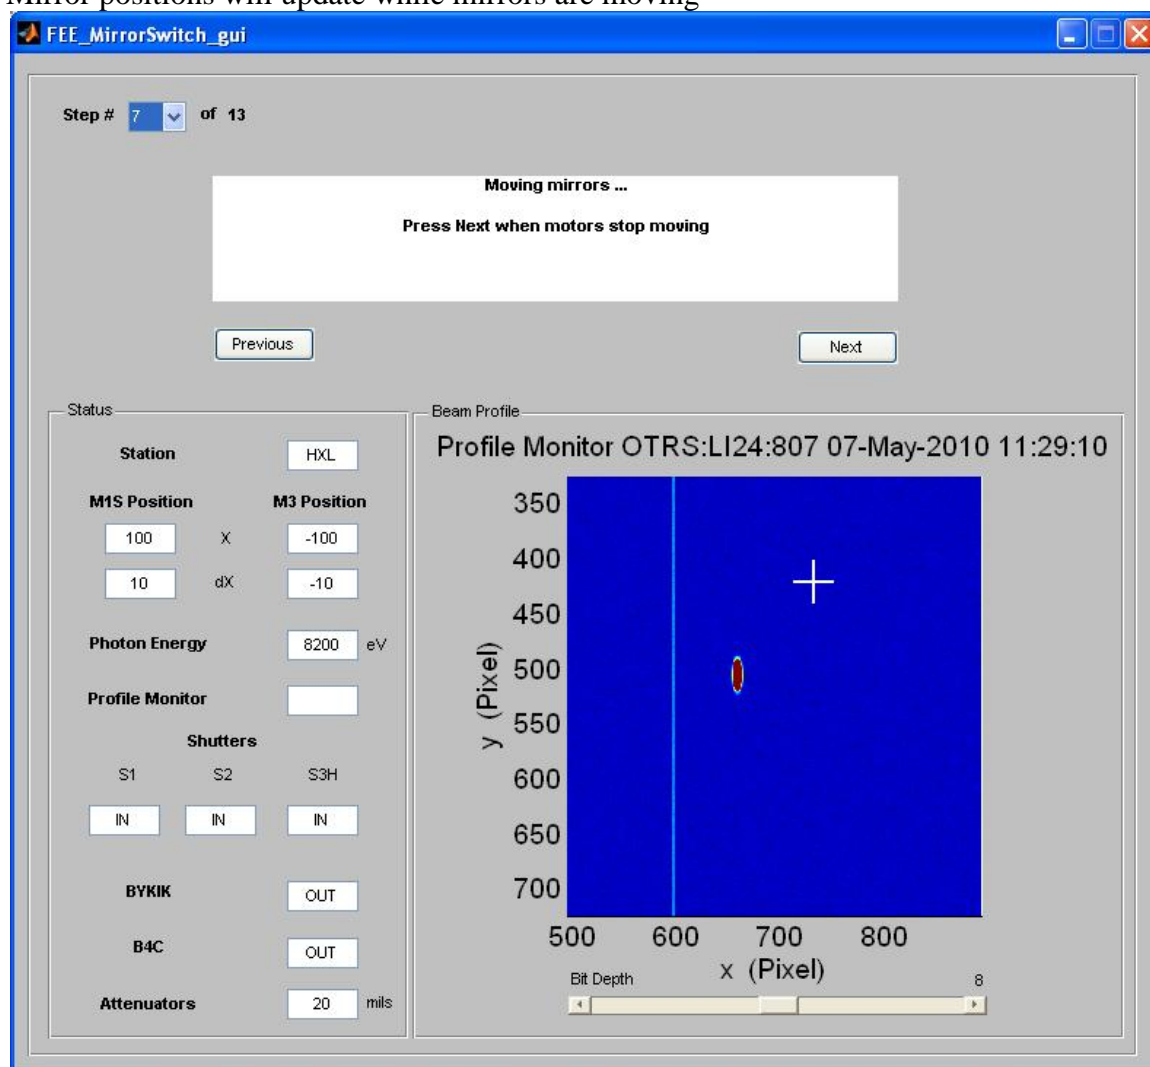 Mirror positions will update while mirrors are moving
FEE_MirrorSwitch_gui
Step # 7 of 13
Moving mirrors ...
Press Next when motors stop moving
Previous
Next
Status
Station HXL
M1S Position M3 Position
100 X -100
10 dX -10
Photon Energy 8200 eV
Profile Monitor
Shutters
S1 S2 S3H
IN IN IN
BYKIK OUT
B4C OUT
Attenuators 20 mils
Beam Profile
Profile Monitor OTRS:LI24:807 07-May-2010 11:29:10
350
400
450
500
550
600
650
700
y (Pixel)
500 600 700 800
x (Pixel)
Bit Depth 8